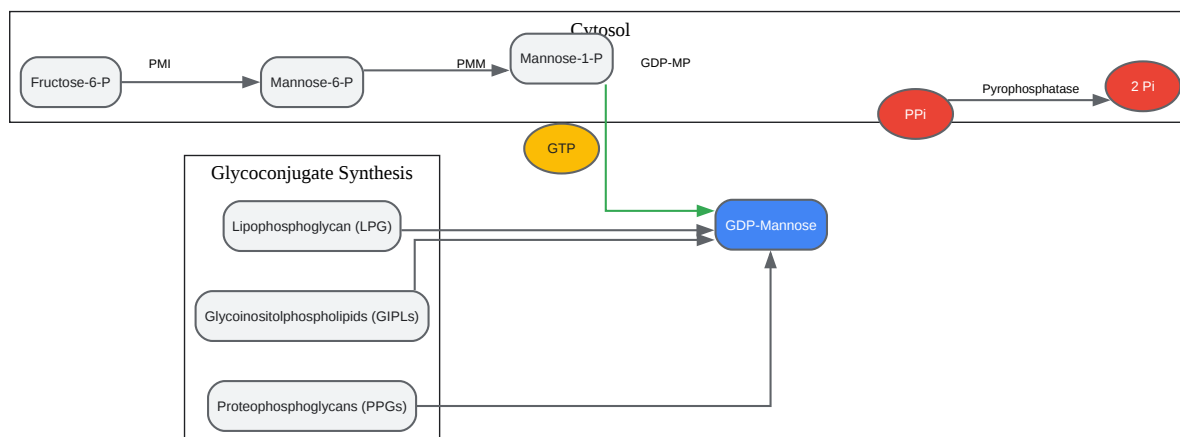 Cytosol
Fructose-6-P
PMI
Mannose-6-P
PMM
Mannose-1-P
GDP-MP
PPi
Pyrophosphatase
2 Pi
GTP
Glycoconjugate Synthesis
Lipophosphoglycan (LPG)
GDP-Mannose
Glycoinositolphospholipids (GIPLs)
Proteophosphoglycans (PPGs)